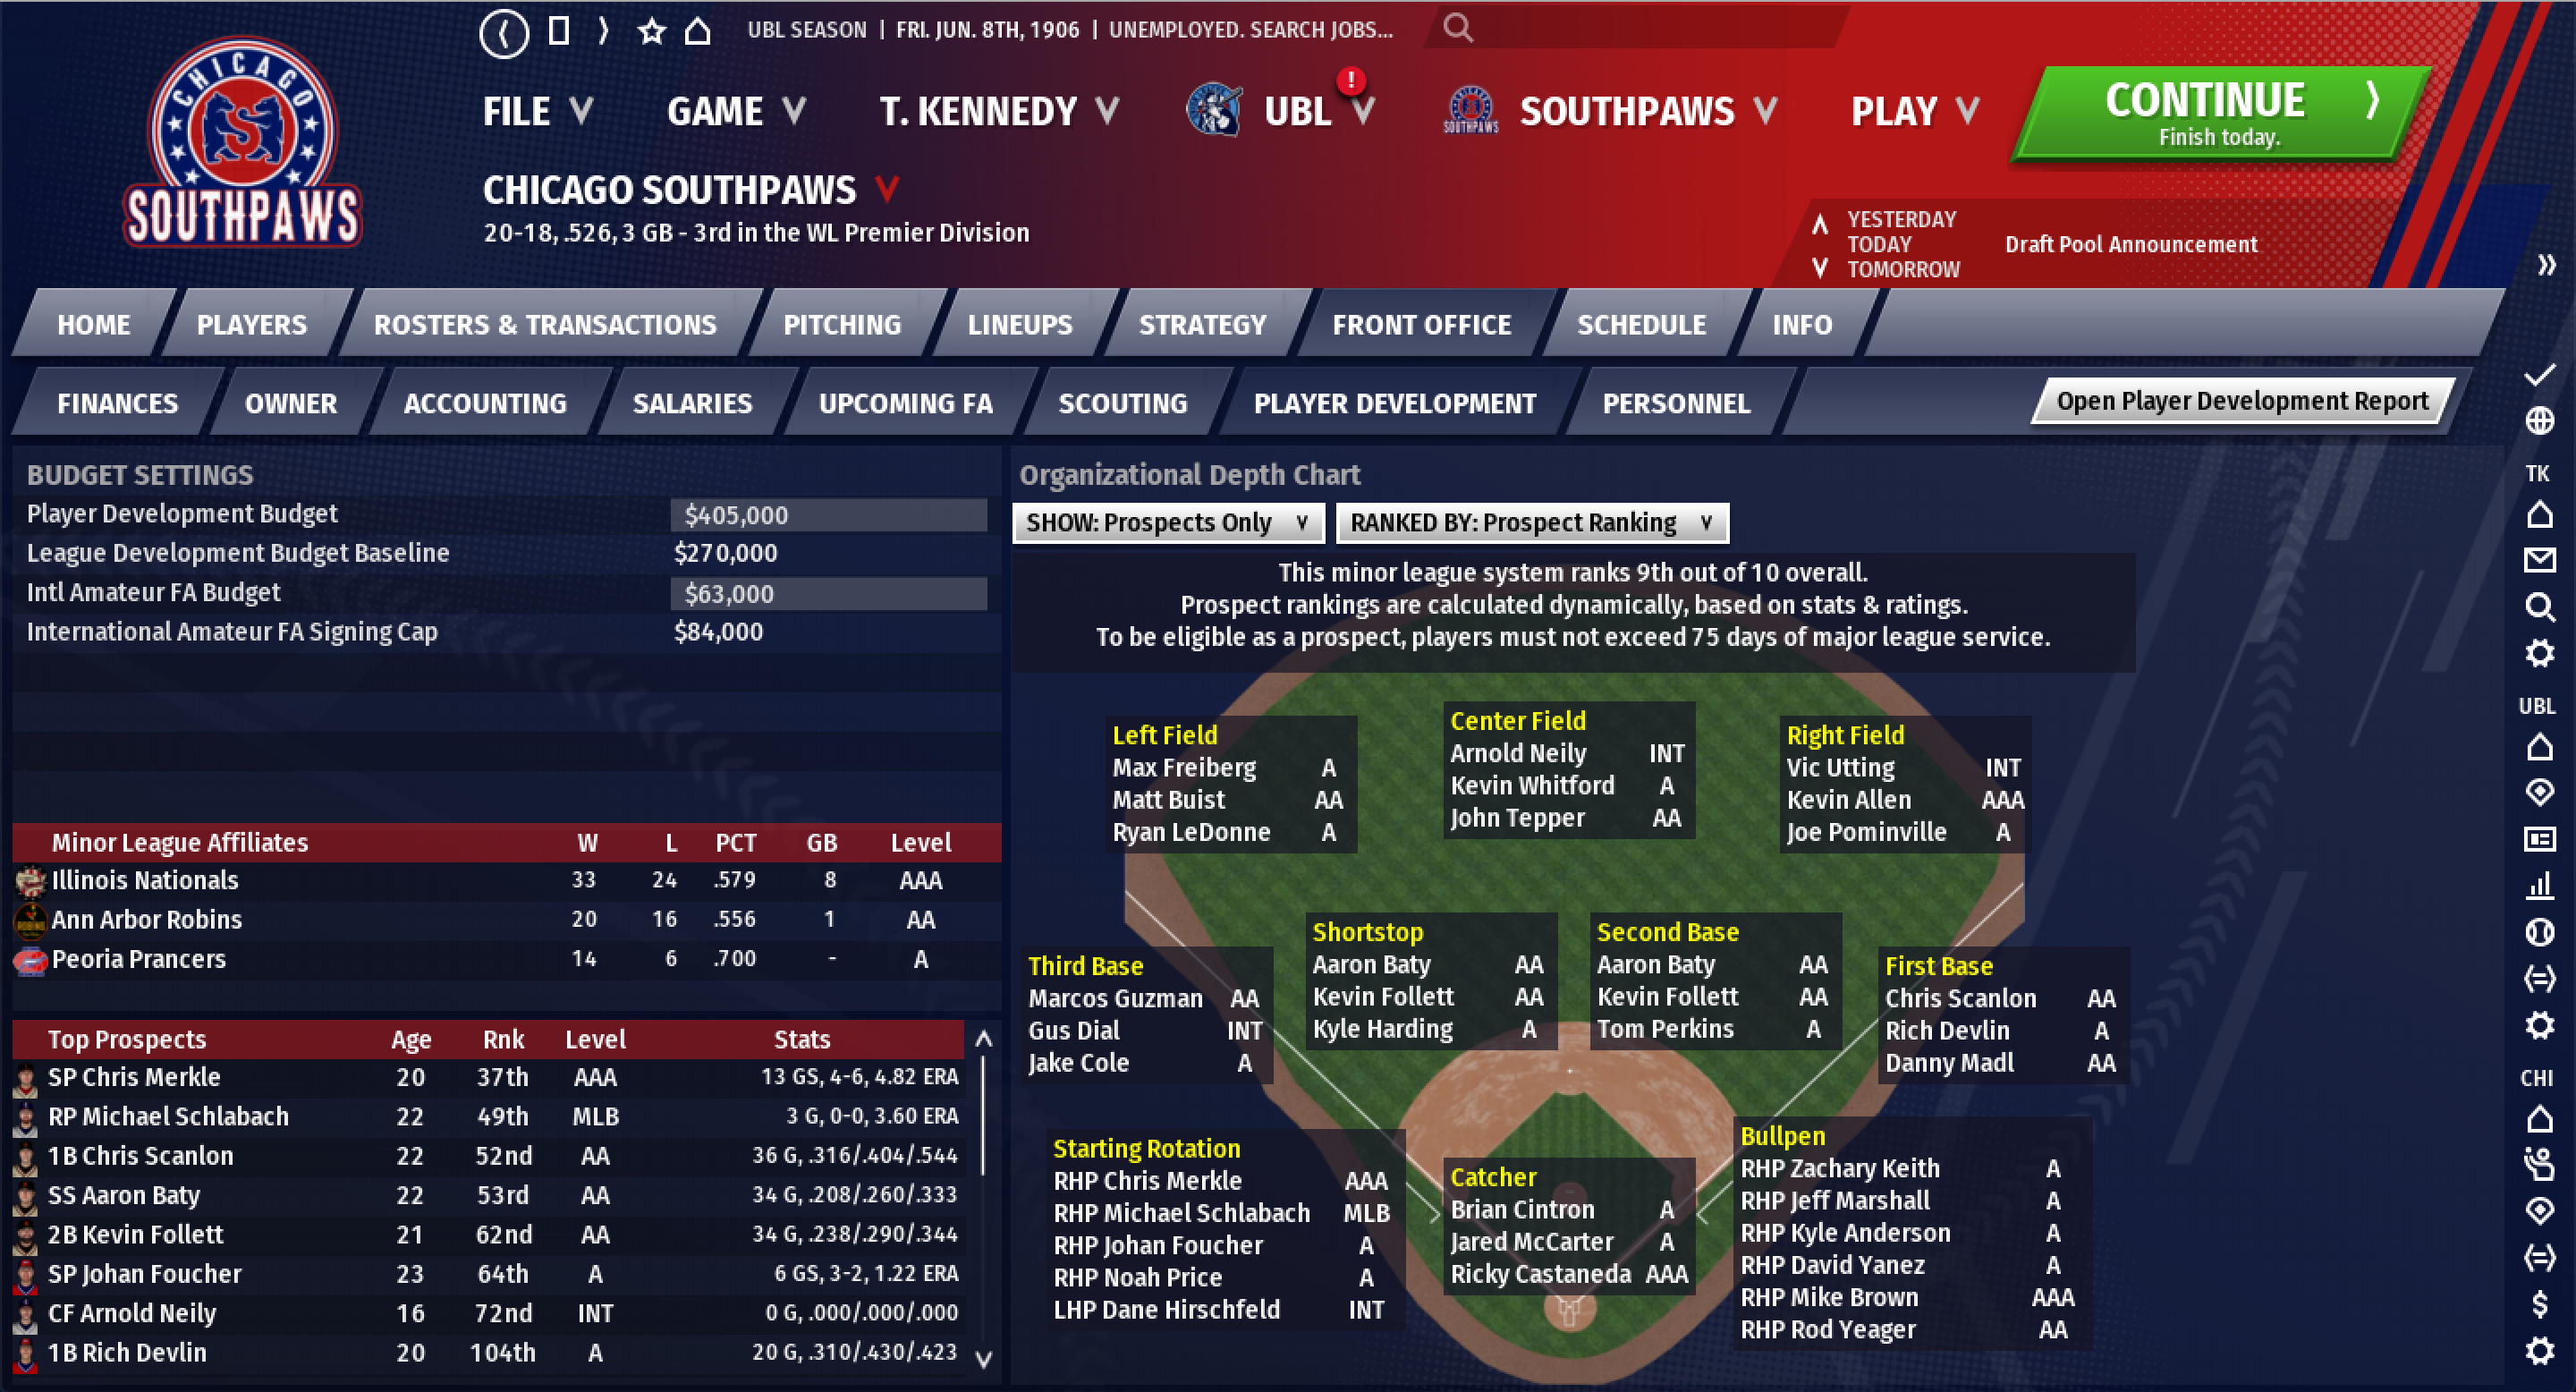 CHICAGO
S
SOUTHPAWS
UBL SEASON | FRI. JUN. 8TH, 1906 | UNEMPLOYED. SEARCH JOBS...
FILE GAME T. KENNEDY UBL ! SOUTHPAWS SOUTHPAWS PLAY
CONTINUE
Finish today.
CHICAGO SOUTHPAWS
20-18, .526, 3 GB - 3rd in the WL Premier Division
YESTERDAY
TODAY Draft Pool Announcement
TOMORROW
HOME PLAYERS ROSTERS & TRANSACTIONS PITCHING LINEUPS STRATEGY FRONT OFFICE SCHEDULE INFO
FINANCES OWNER ACCOUNTING SALARIES UPCOMING FA SCOUTING PLAYER DEVELOPMENT PERSONNEL Open Player Development Report
BUDGET SETTINGS
Player Development Budget $405,000
League Development Budget Baseline $270,000
Intl Amateur FA Budget $63,000
International Amateur FA Signing Cap $84,000
Minor League Affiliates W L PCT GB Level
Illinois Nationals 33 24 .579 8 AAA
Ann Arbor Robins 20 16 .556 1 AA
Peoria Prancers 14 6 .700 - A
Top Prospects Age Rnk Level Stats
SP Chris Merkle 20 37th AAA 13 GS, 4-6, 4.82 ERA
RP Michael Schlabach 22 49th MLB 3 G, 0-0, 3.60 ERA
1B Chris Scanlon 22 52nd AA 36 G, .316/.404/.544
SS Aaron Baty 22 53rd AA 34 G, .208/.260/.333
2B Kevin Follett 21 62nd AA 34 G, .238/.290/.344
SP Johan Foucher 23 64th A 6 GS, 3-2, 1.22 ERA
CF Arnold Neily 16 72nd INT 0 G, .000/.000/.000
1B Rich Devlin 20 104th A 20 G, .310/.430/.423
Organizational Depth Chart
SHOW: Prospects Only RANKED BY: Prospect Ranking
This minor league system ranks 9th out of 10 overall.
Prospect rankings are calculated dynamically, based on stats & ratings.
To be eligible as a prospect, players must not exceed 75 days of major league service.
Left Field
Max Freiberg A
Matt Buist AA
Ryan LeDonne A
Center Field
Arnold Neily INT
Kevin Whitford A
John Tepper AA
Right Field
Vic Utting INT
Kevin Allen AAA
Joe Pominville A
Third Base
Marcos Guzman AA
Gus Dial INT
Jake Cole A
Shortstop
Aaron Baty AA
Kevin Follett AA
Kyle Harding A
Second Base
Aaron Baty AA
Kevin Follett AA
Tom Perkins A
First Base
Chris Scanlon AA
Rich Devlin A
Danny Madl AA
Starting Rotation
RHP Chris Merkle AAA
RHP Michael Schlabach MLB
RHP Johan Foucher A
RHP Noah Price A
LHP Dane Hirschfeld INT
Catcher
Brian Cintron A
Jared McCarter A
Ricky Castaneda AAA
Bullpen
RHP Zachary Keith A
RHP Jeff Marshall A
RHP Kyle Anderson A
RHP David Yanez A
RHP Mike Brown AAA
RHP Rod Yeager AA
TK
UBL
CHI
$